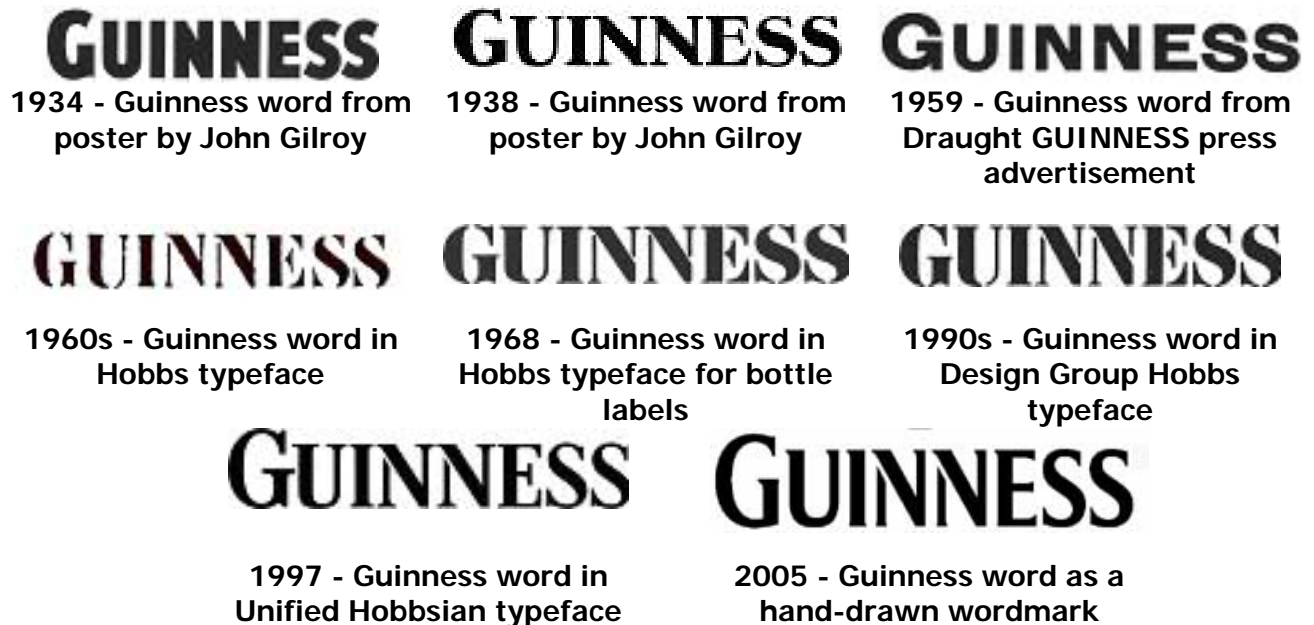 GUINNESS
1934 - Guinness word from
poster by John Gilroy
GUINNESS
1938 - Guinness word from
poster by John Gilroy
GUINNESS
1959 - Guinness word from
Draught GUINNESS press
advertisement
GUINNESS
1960s - Guinness word in
Hobbs typeface
GUINNESS
1968 - Guinness word in
Hobbs typeface for bottle
labels
GUINNESS
1990s - Guinness word in
Design Group Hobbs
typeface
GUINNESS
1997 - Guinness word in
Unified Hobbsian typeface
GUINNESS
2005 - Guinness word as a
hand-drawn wordmark